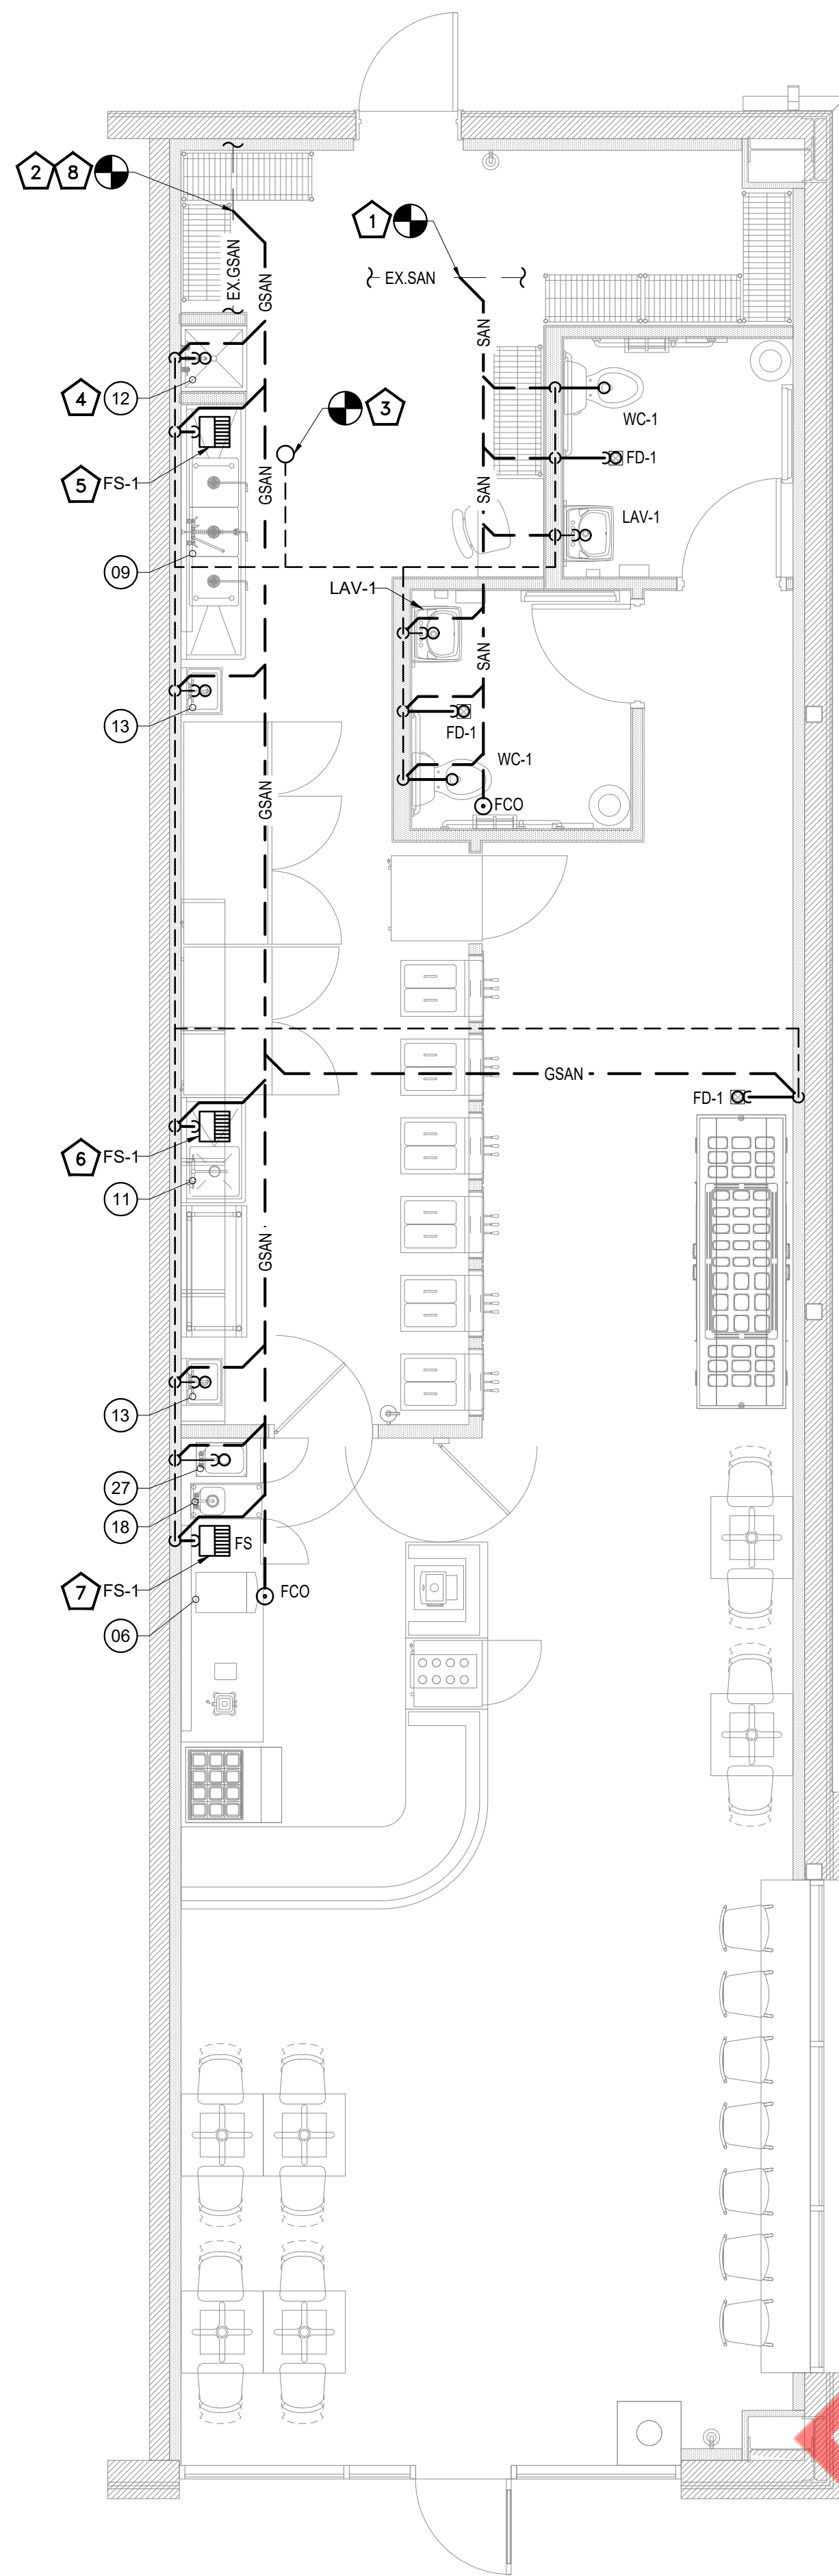 2 8
1
EX.GSAN
GSAN
EX.SAN
SAN
4 12
3
WC-1
5 FS-1
GSAN
SAN
FD-1
09
LAV-1
LAV-1
SAN
13
FD-1
WC-1
GSAN
FCO
GSAN
FD-1
6 FS-1
11
GSAN
13
27
18
FS
7 FS-1
FCO
06